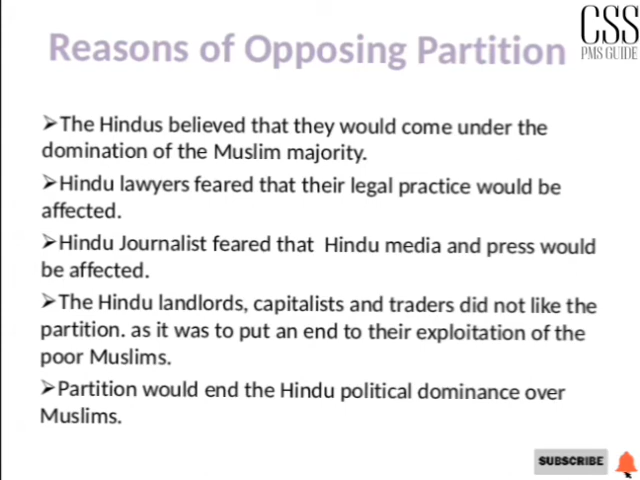 CSS
PMS GUIDE
Reasons of Opposing Partition
➢The Hindus believed that they would come under the
domination of the Muslim majority.
➢Hindu lawyers feared that their legal practice would be
affected.
➢Hindu Journalist feared that Hindu media and press would
be affected.
➢The Hindu landlords, capitalists and traders did not like the
partition. as it was to put an end to their exploitation of the
poor Muslims.
➢Partition would end the Hindu political dominance over
Muslims.
SUBSCRIBE